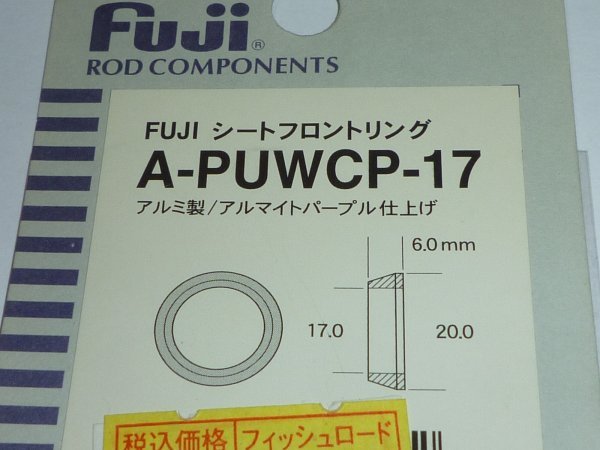 Fuji®
ROD COMPONENTS
FUJI シートフロントリング
A-PUWCP-17
アルミ製/アルマイトパープル仕上げ
6.0mm
17.0
20.0
税込価格
フィッシュロード